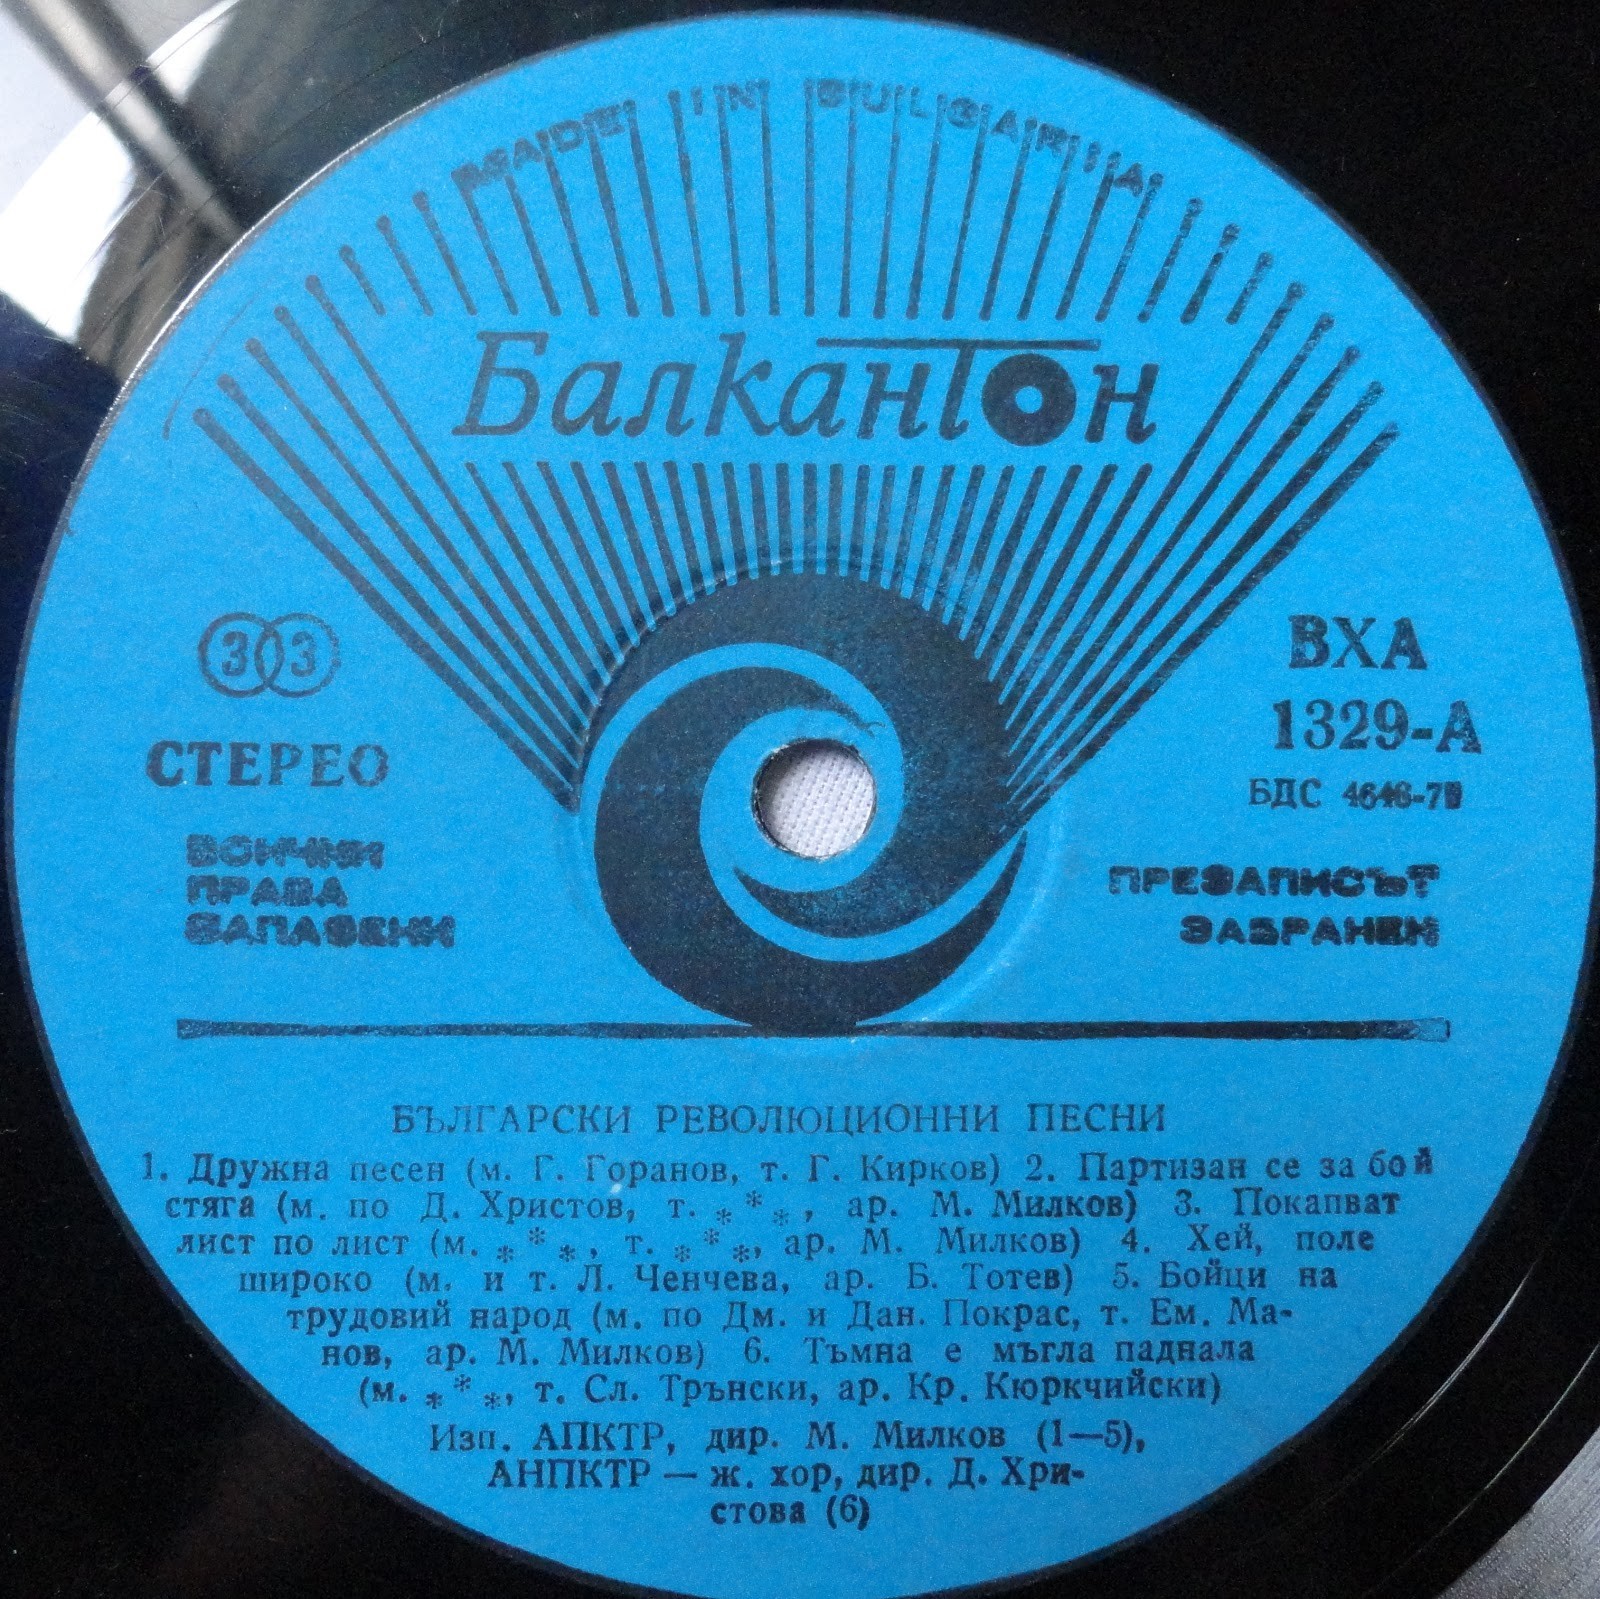 MADE IN BULGARIA
Балкантон
33
СТЕРЕО
ВСИЧКИ
ПРАВА
ЗАПАЗЕНИ
ВХА
1329-А
БДС
ПРЕЗАПИСЪТ
ЗАБРАНЕН
БЪЛГАРСКИ РЕВОЛЮЦИОННИ ПЕСНИ
1. Дружна песен (м. Г. Горанов, т. Г. Кирков) 2. Партизан се за бой
стяга (м. по Д. Христов, т. * * *, ар. М. Милков) 3. Покапват
лист по лист (м. * * *, т. * * *, ар. М. Милков) 4. Хей, поле
широко (м. и т. Л. Ченчева, ар. Б. Тотев) 5. Бойци на
трудовий народ (м. по Дм. и Дан. Покрас, т. Ем. Ма-
нов, ар. М. Милков) 6. Тъмна е мъгла паднала
(м. * * *, т. Сл. Трънски, ар. Кр. Кюркчийски)
Изп. АПКТР, дир. М. Милков (1—5),
АНПКТР — ж. хор, дир. Д. Хри-
стова (6)